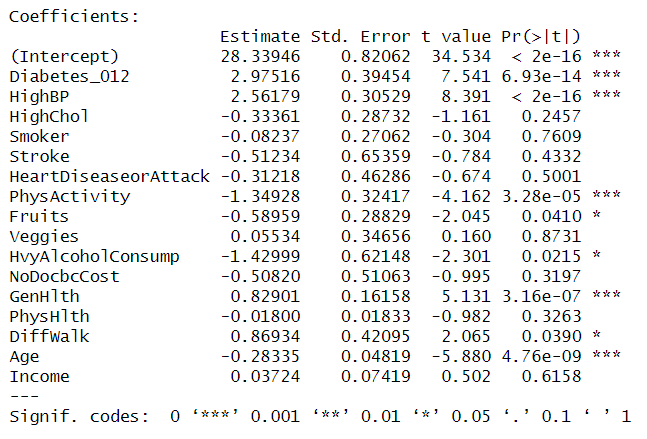 Coefficients:
                      Estimate Std. Error t value Pr(>|t|)
(Intercept)           28.33946    0.82062  34.534  < 2e-16 ***
Diabetes_012           2.97516    0.39454   7.541 6.93e-14 ***
HighBP                 2.56179    0.30529   8.391  < 2e-16 ***
HighChol              -0.33361    0.28732  -1.161   0.2457
Smoker                -0.08237    0.27062  -0.304   0.7609
Stroke                -0.51234    0.65359  -0.784   0.4332
HeartDiseaseorAttack  -0.31218    0.46286  -0.674   0.5001
PhysActivity          -1.34928    0.32417  -4.162 3.28e-05 ***
Fruits                -0.58959    0.28829  -2.045   0.0410 *
Veggies                0.05534    0.34656   0.160   0.8731
HvyAlcoholConsump     -1.42999    0.62148  -2.301   0.0215 *
NoDocbcCost           -0.50820    0.51063  -0.995   0.3197
GenHlth                0.82901    0.16158   5.131 3.16e-07 ***
PhysHlth              -0.01800    0.01833  -0.982   0.3263
DiffWalk               0.86934    0.42095   2.065   0.0390 *
Age                   -0.28335    0.04819  -5.880 4.76e-09 ***
Income                 0.03724    0.07419   0.502   0.6158
---
Signif. codes:  0 ‘***’ 0.001 ‘**’ 0.01 ‘*’ 0.05 ‘.’ 0.1 ‘ ’ 1